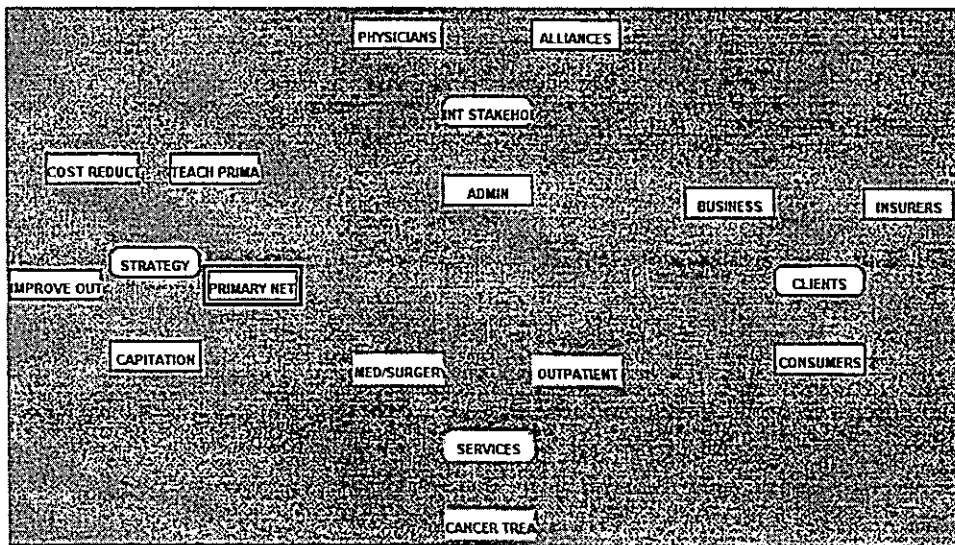 PHYSICIANS
ALLIANCES
INT STAKEHO
COST REDUCT
TEACH PRIMA
ADMIN
BUSINESS
INSURERS
STRATEGY
IMPROVE OUT
PRIMARY NET
CLIENTS
CAPITATION
MED/SURGER
OUTPATIENT
CONSUMERS
SERVICES
CANCER TREA